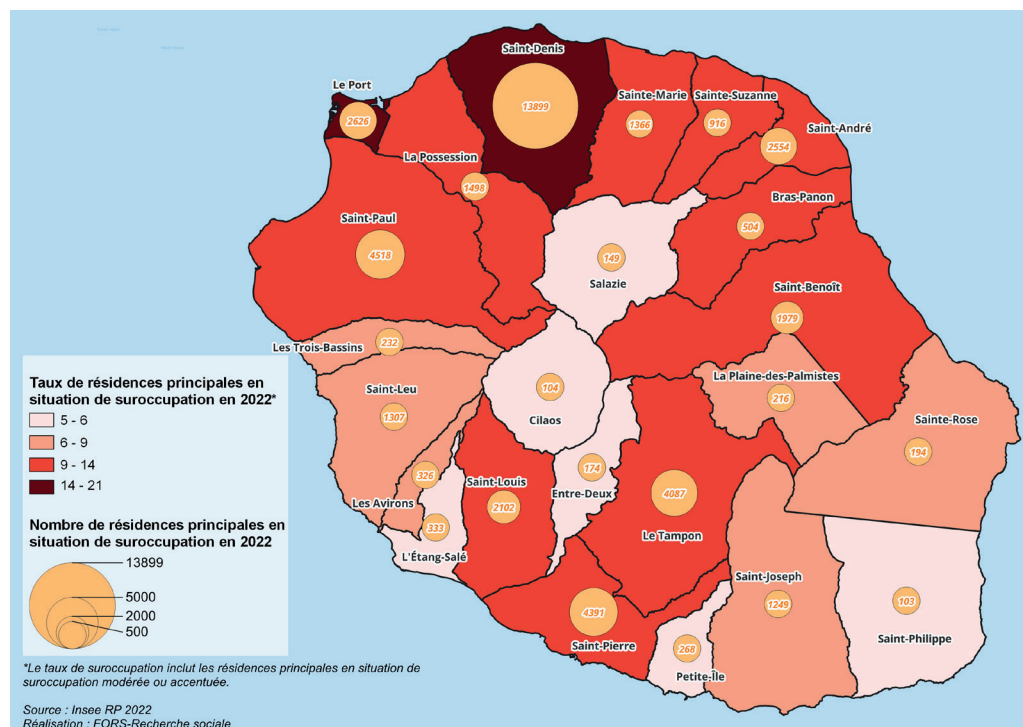 Saint-Denis
13899
Le Port
2626
Sainte-Marie
1366
Sainte-Suzanne
916
Saint-André
2554
La Possession
1498
Saint-Paul
4518
Bras-Panon
504
149
Salazie
Saint-Benoît
1979
Les Trois-Bassins
232
La Plaine-des-Palmistes
216
Saint-Leu
1307
104
Cilaos
Sainte-Rose
194
326
Les Avirons
Saint-Louis
2102
174
Entre-Deux
4087
Le Tampon
333
L'Étang-Salé
Saint-Joseph
1249
4391
Saint-Pierre
103
Saint-Philippe
268
Petite-Île
Taux de résidences principales en
situation de suroccupation en 2022*
5 - 6
6 - 9
9 - 14
14 - 21
Nombre de résidences principales en
situation de suroccupation en 2022
13899
5000
2000
500
*Le taux de suroccupation inclut les résidences principales en situation de
suroccupation modérée ou accentuée.
Source : Insee RP 2022
Réalisation : FORS-Recherche sociale